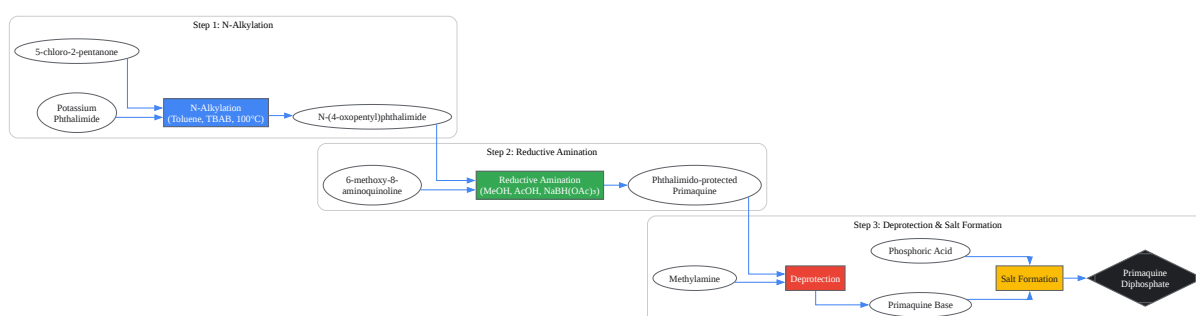 Step 1: N-Alkylation
5-chloro-2-pentanone
Potassium
Phthalimide
N-Alkylation
(Toluene, TBAB, 100°C)
N-(4-oxopentyl)phthalimide
Step 2: Reductive Amination
6-methoxy-8-
aminoquinoline
Reductive Amination
(MeOH, AcOH, NaBH(OAc)₃)
Phthalimido-protected
Primaquine
Step 3: Deprotection & Salt Formation
Phosphoric Acid
Methylamine
Deprotection
Salt Formation
Primaquine
Diphosphate
Primaquine Base